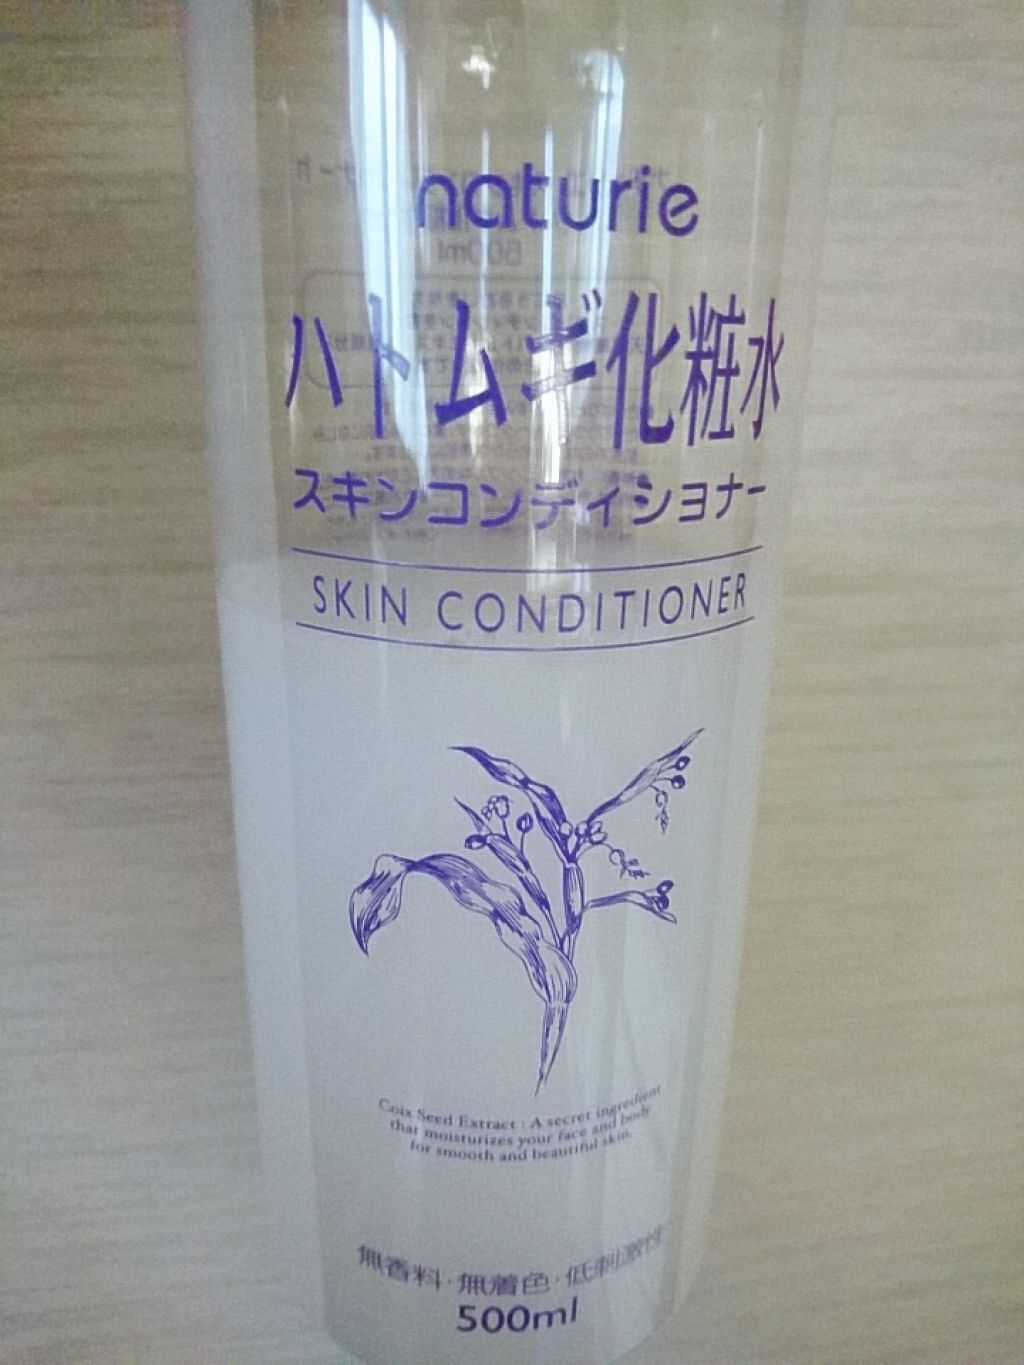 naturie
ハトムギ化粧水
スキンコンディショナー
SKIN CONDITIONER
Coix Seed Extract : A secret ingredient
that moisturizes your face and body
for smooth and beautiful skin.
無香料・無着色・低刺激性
500ml